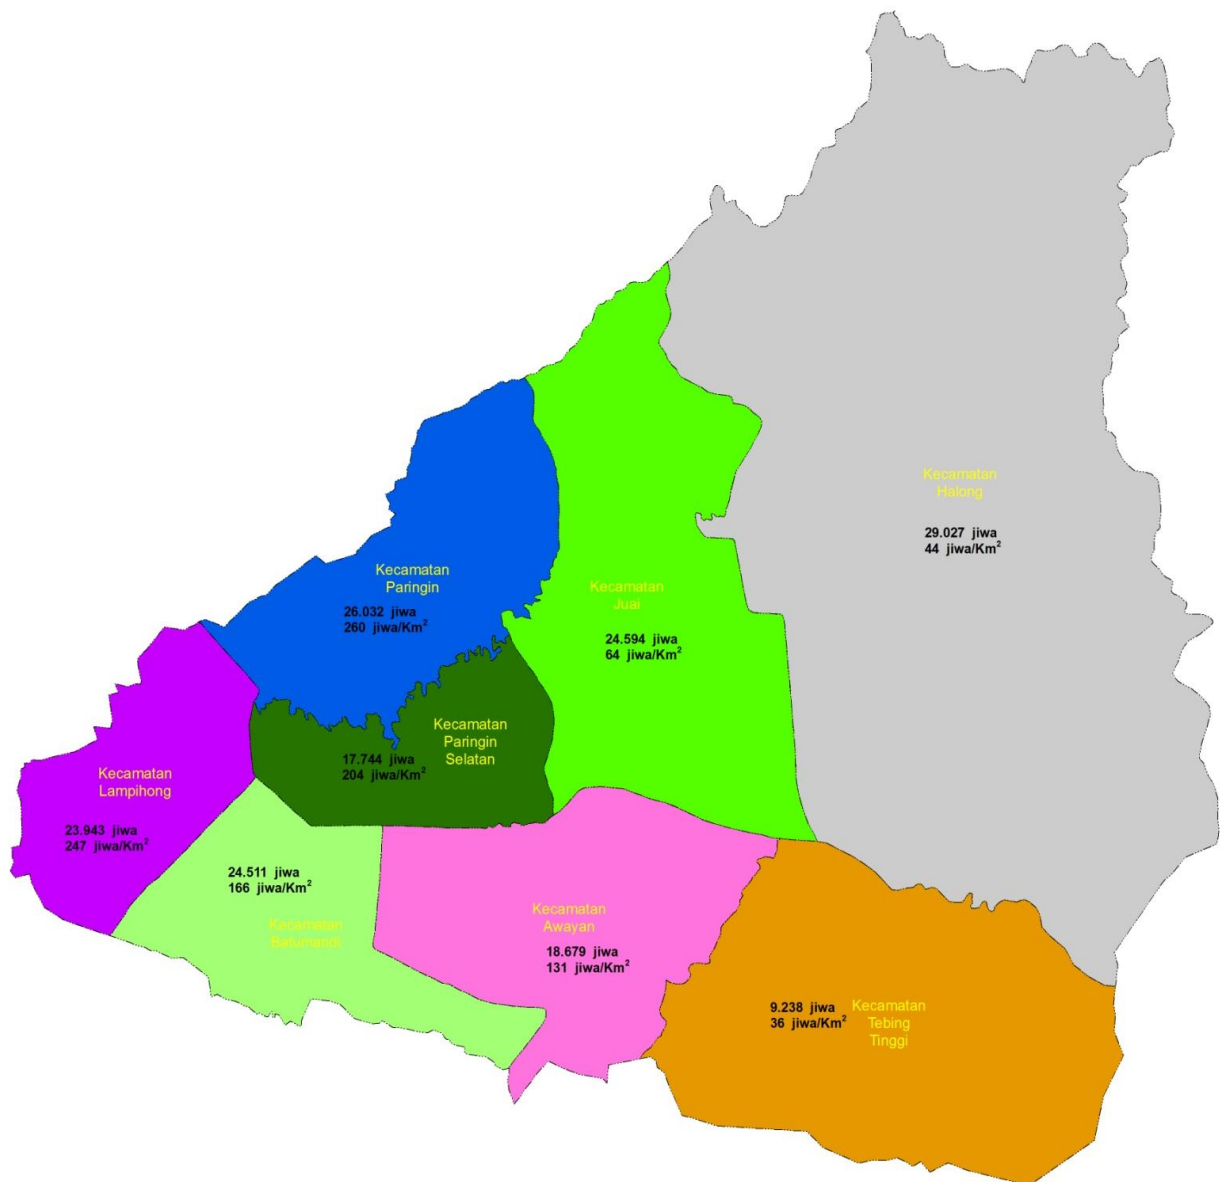 Kecamatan
Halong
29.027 jiwa
44 jiwa/Km²
Kecamatan
Paringin
26.032 jiwa
260 jiwa/Km²
Kecamatan
Juai
24.594 jiwa
64 jiwa/Km²
Kecamatan
Paringin
Selatan
17.744 jiwa
204 jiwa/Km²
Kecamatan
Lampihong
23.943 jiwa
247 jiwa/Km²
24.511 jiwa
166 jiwa/Km²
Kecamatan
Batumandi
Kecamatan
Awayan
18.679 jiwa
131 jiwa/Km²
9.238 jiwa
36 jiwa/Km²
Kecamatan
Tebing
Tinggi